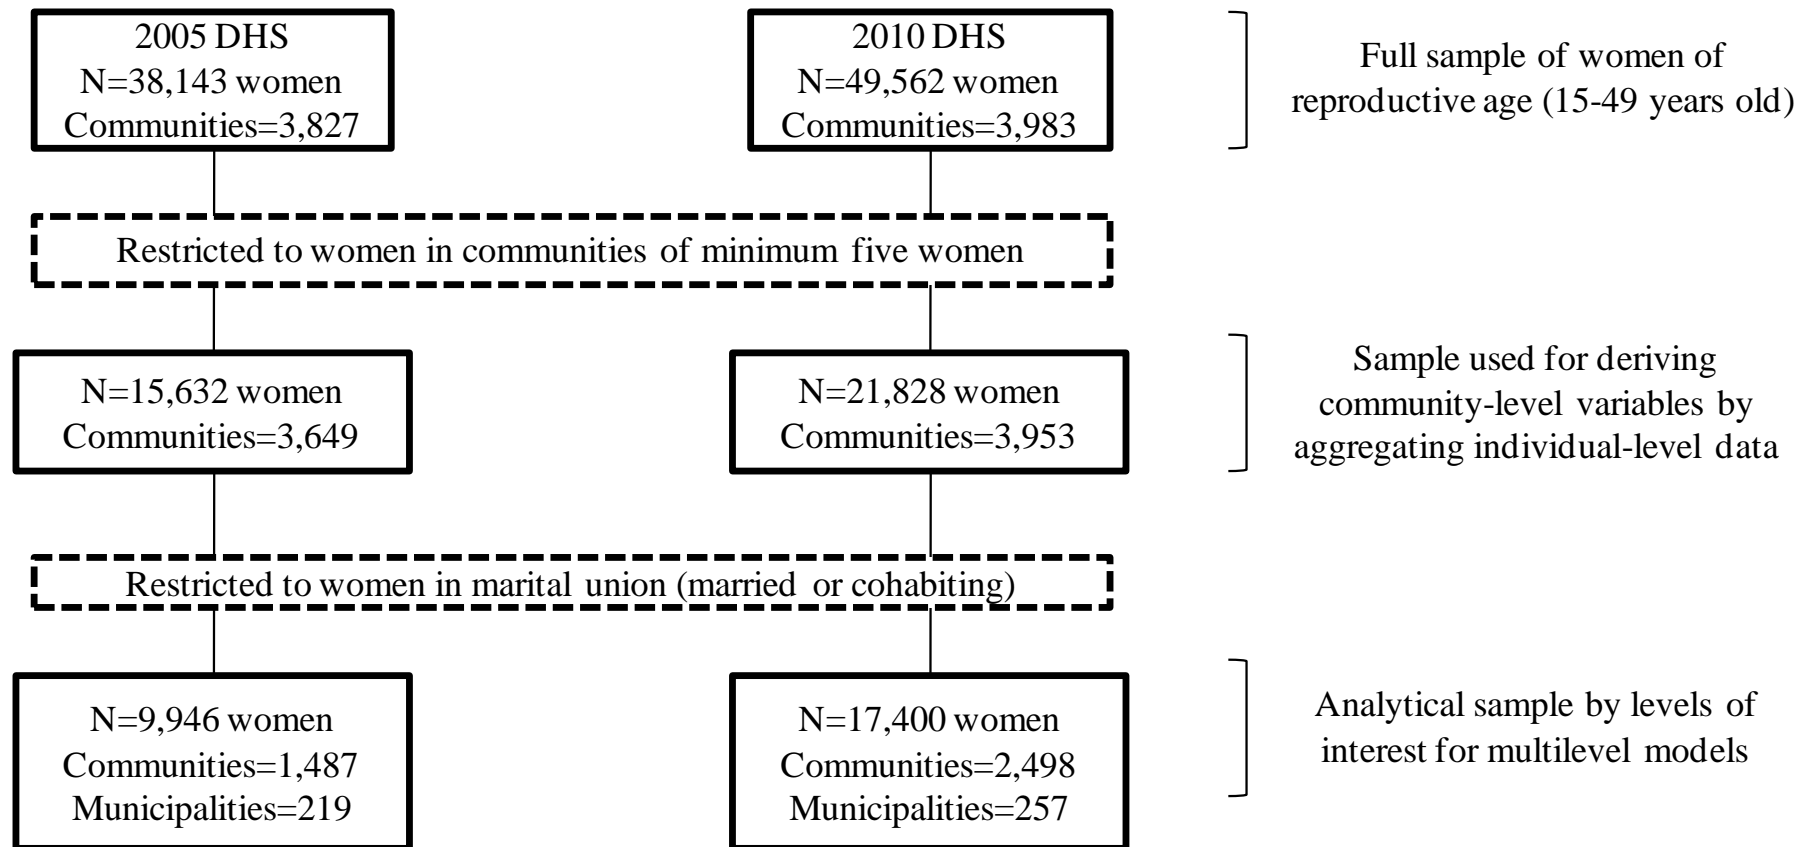 2005 DHS
N=38,143 women
Communities=3,827
2010 DHS
N=49,562 women
Communities=3,983
Full sample of women of
reproductive age (15-49 years old)
Restricted to women in communities of minimum five women
N=15,632 women
Communities=3,649
N=21,828 women
Communities=3,953
Sample used for deriving
community-level variables by
aggregating individual-level data
Restricted to women in marital union (married or cohabiting)
N=9,946 women
Communities=1,487
Municipalities=219
N=17,400 women
Communities=2,498
Municipalities=257
Analytical sample by levels of
interest for multilevel models